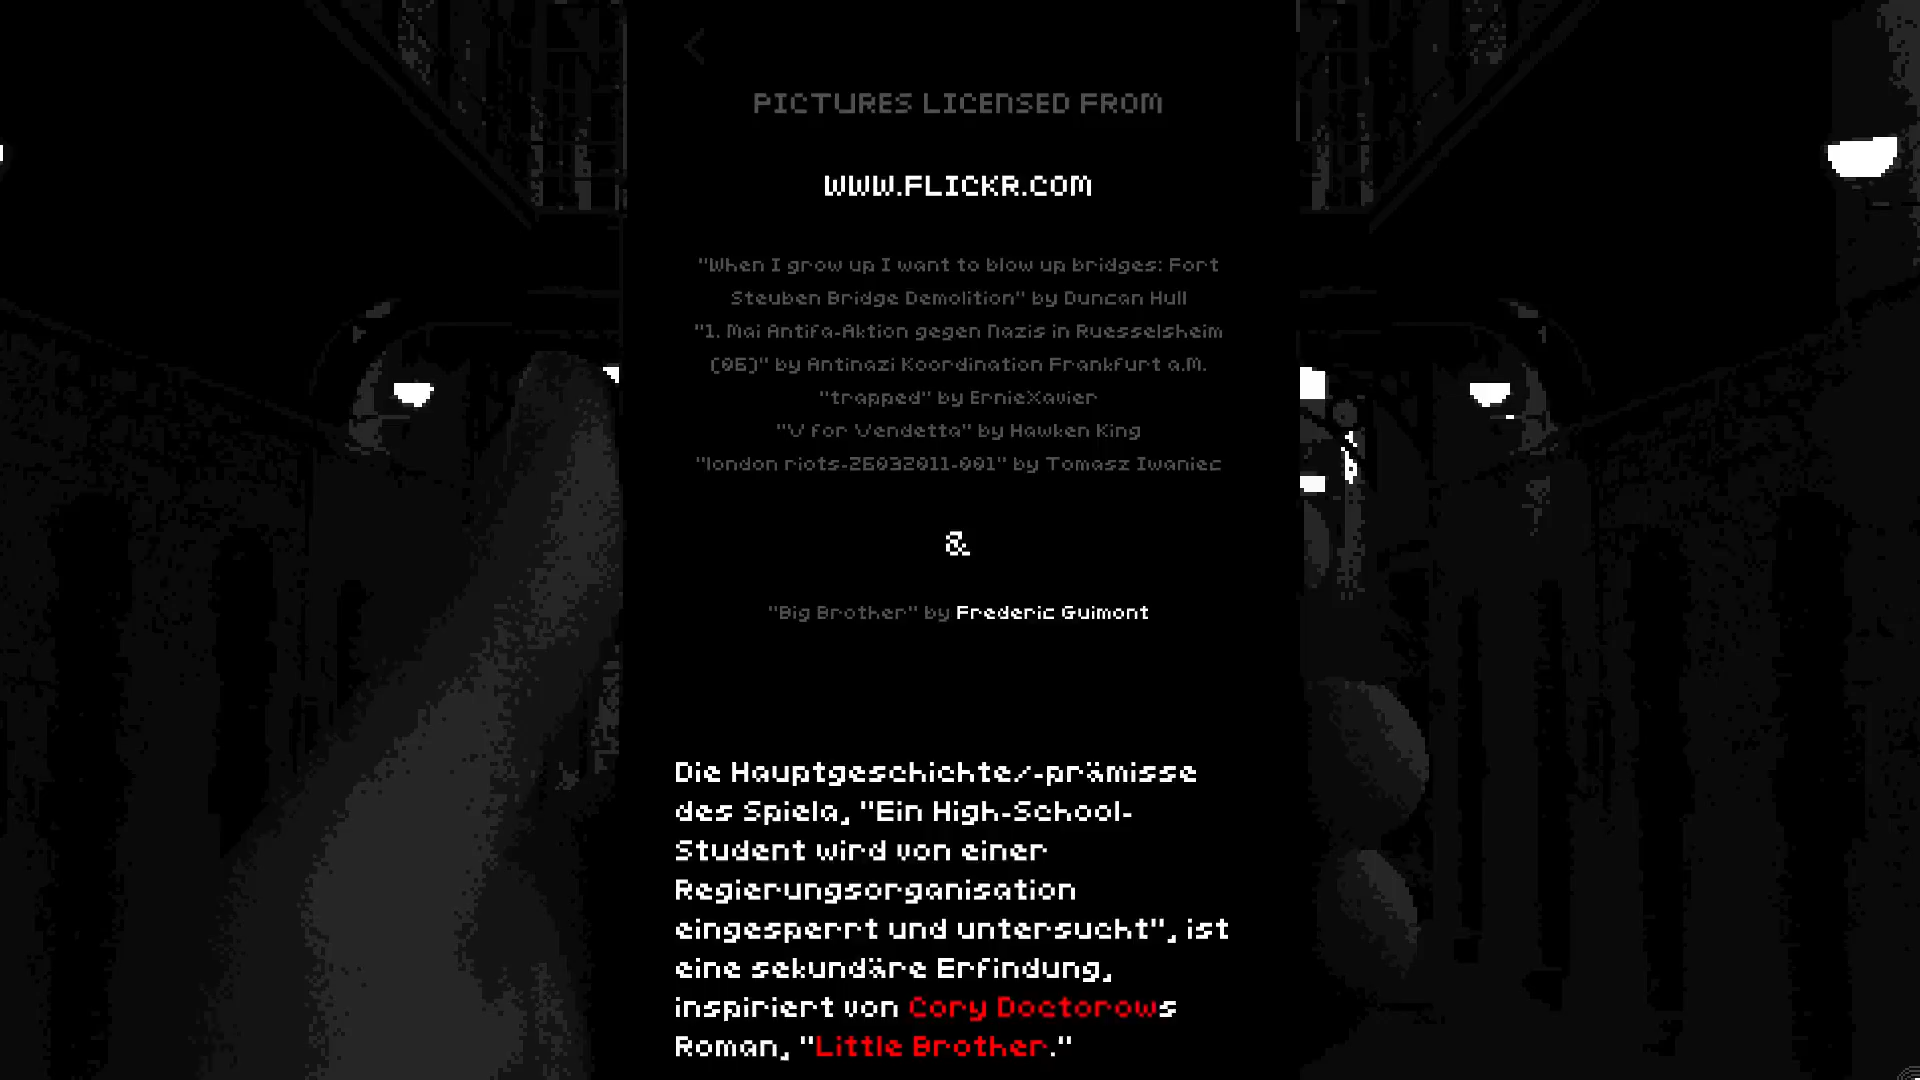 PICTURES LICENSED FROM
WWW.FLICKR.COM
"When I grow up I want to blow up bridges: Fort
Steuben Bridge Demolition" by Duncan Hull
"1. Mai Antifa-Aktion gegen Nazis in Ruesselsheim
(06)" by Antinazi Koordination Frankfurt a.M.
"trapped" by ErnieXavier
"V for Vendetta" by Hawken King
"london riots-26032011-001" by Tomasz Iwaniec
&
"Big Brother" by Frederic Guimont
Die Hauptgeschichte/-prämisse
des Spiela, "Ein High-School-
Student wird von einer
Regierungsorganisation
eingesperrt und untersucht", ist
eine sekundäre Erfindung,
inspiriert von Cory Doctorows
Roman, "Little Brother."